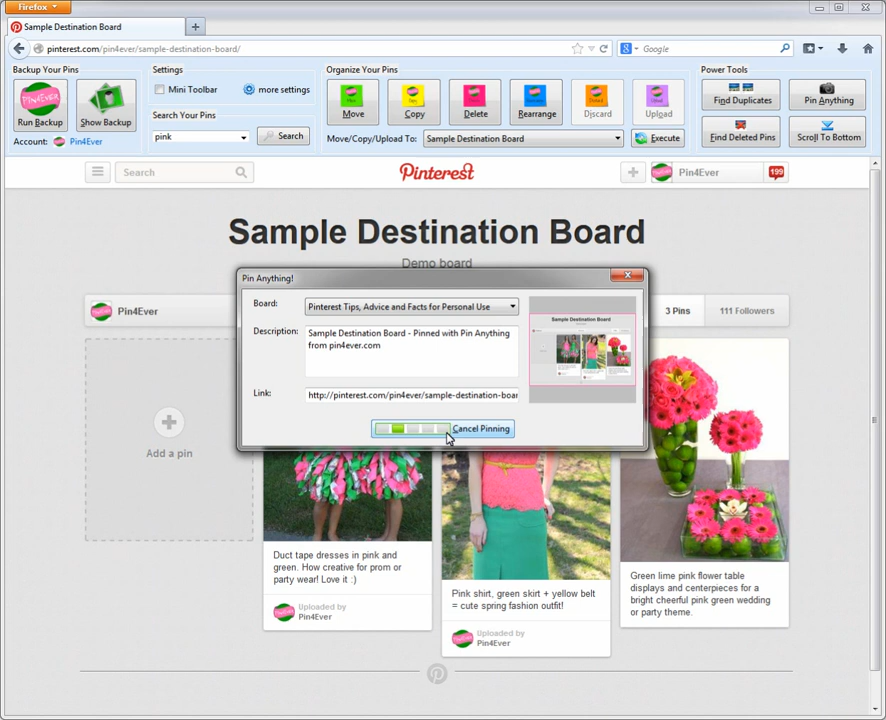 Firefox
Sample Destination Board
pinterest.com/pin4ever/sample-destination-board/
Google
Backup Your Pins
Settings
Organize Your Pins
Power Tools
Run Backup
Show Backup
Mini Toolbar
more settings
Search Your Pins
pink
Search
Account: Pin4Ever
Move
Copy
Delete
Rearrange
Discard
Upload
Move/Copy/Upload To:
Sample Destination Board
Execute
Find Duplicates
Pin Anything
Find Deleted Pins
Scroll To Bottom
Search
Pinterest
Pin4Ever
199
Sample Destination Board
Demo board
Pin4Ever
3 Pins
111 Followers
Pin Anything!
Board:
Pinterest Tips, Advice and Facts for Personal Use
Description:
Sample Destination Board - Pinned with Pin Anything
from pin4ever.com
Link:
http://pinterest.com/pin4ever/sample-destination-boar
Cancel Pinning
Sample Destination Board
Add a pin
Duct tape dresses in pink and
green. How creative for prom or
party wear! Love it :)
Uploaded by
Pin4Ever
Pink shirt, green skirt + yellow belt
= cute spring fashion outfit!
Uploaded by
Pin4Ever
Green lime pink flower table
displays and centerpieces for a
bright cheerful pink green wedding
or party theme.